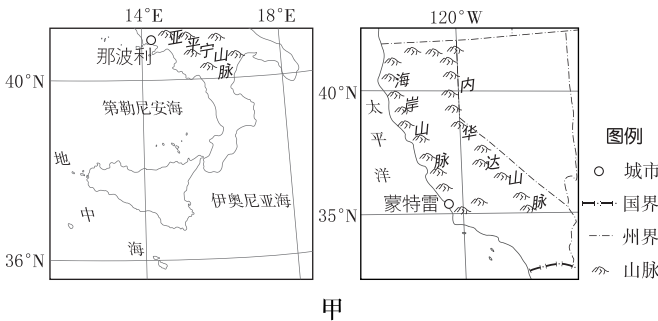 14°E
18°E
那波利
亚平宁山脉
40°N
第勒尼安海
地中海
伊奥尼亚海
36°N
120°W
40°N
海岸山脉
内华达山脉
太平洋
蒙特雷
35°N
图例
城市
国界
州界
山脉
甲